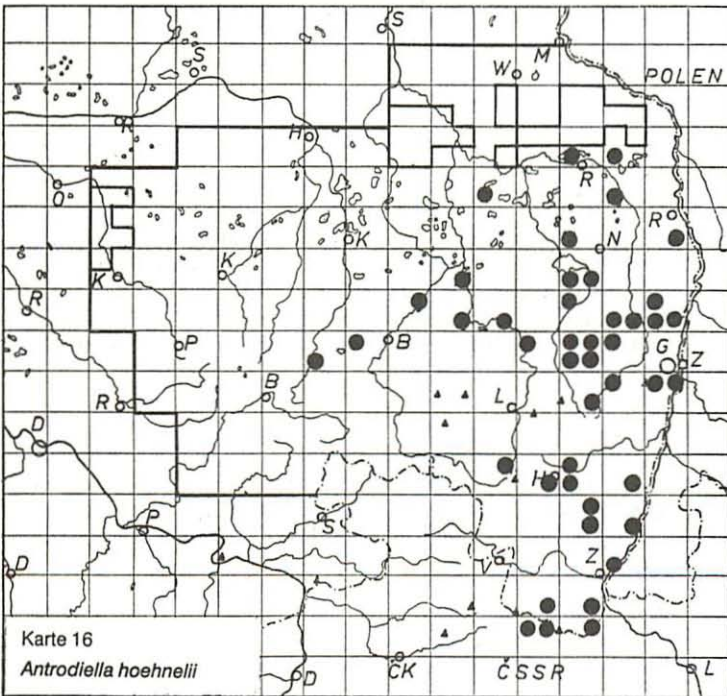 S
S
W M
POLEN
R
H
R
O
R
K
N
K
K
R
P
B
G
Z
B
L
R
D
H
P
S
D
V
Z
Karte 16
Antrodiella hoehnelii
D
ČK
ČSSR
L